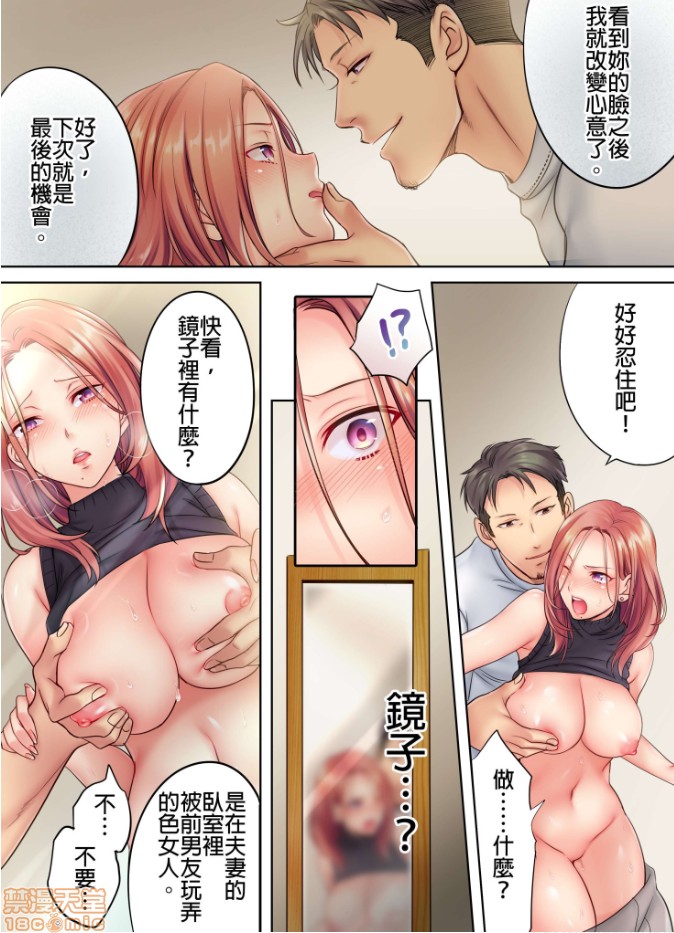 看到妳的臉之後
我就改變心意了。
好了，
下次就是
最後的機會。
好好忍住吧！
做……什麼？
!?
鏡子…？
快看，
鏡子裡有什麼？
是在夫妻的
臥室裡
被前男友玩弄
的色女人。
不…
不要…
禁漫天堂
18comic